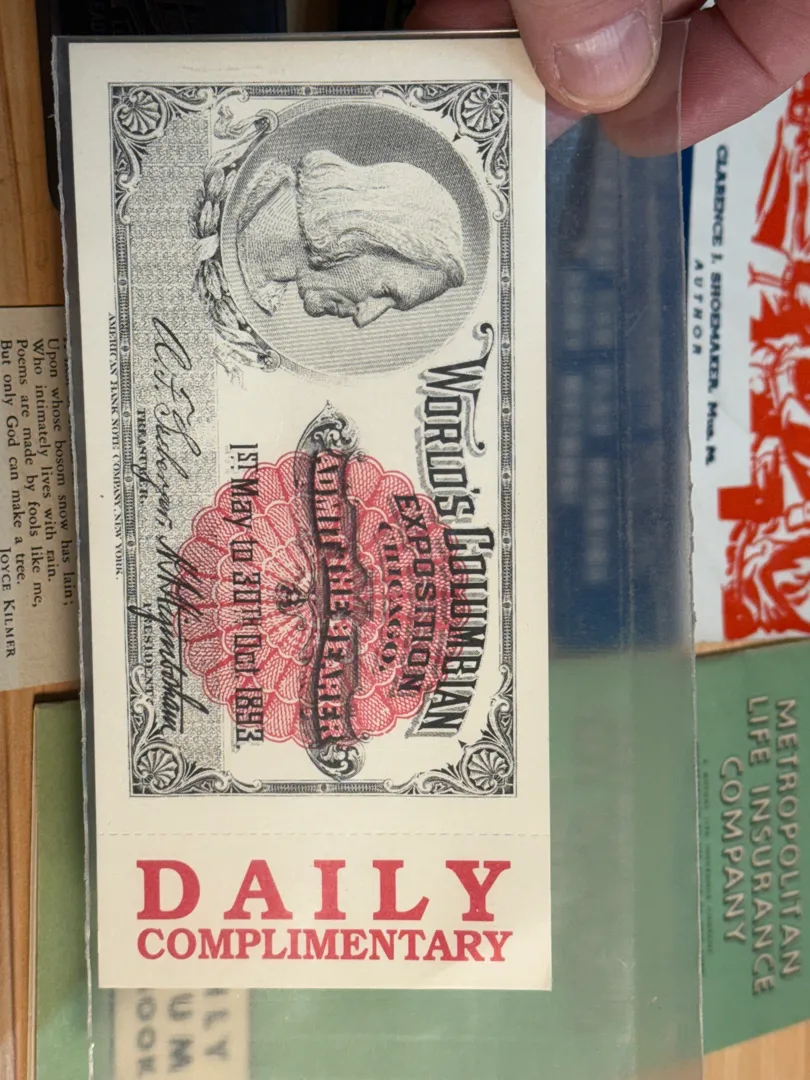 WORLD'S COLUMBIAN
EXPOSITION
CHICAGO.
ADMIT THE BEARER
1ST. May to 30TH Oct. 1893.
TREASURER.
PRESIDENT
AMERICAN BANK NOTE COMPANY, NEW YORK.
DAILY
COMPLIMENTARY
CLARENCE J. SHOEMAKER, Mus. M.
AUTHOR
METROPOLITAN
LIFE INSURANCE
COMPANY
Upon whose bosom snow has lain;
Who intimately lives with rain.
Poems are made by fools like me,
But only God can make a tree.
JOYCE KILMER